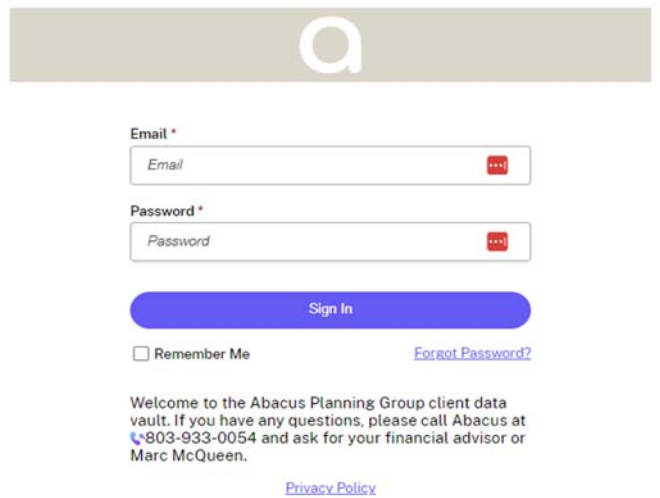 a
Email *
Email
Password *
Password
Sign In
Remember Me
Forgot Password?
Welcome to the Abacus Planning Group client data
vault. If you have any questions, please call Abacus at
803-933-0054 and ask for your financial advisor or
Marc McQueen.
Privacy Policy